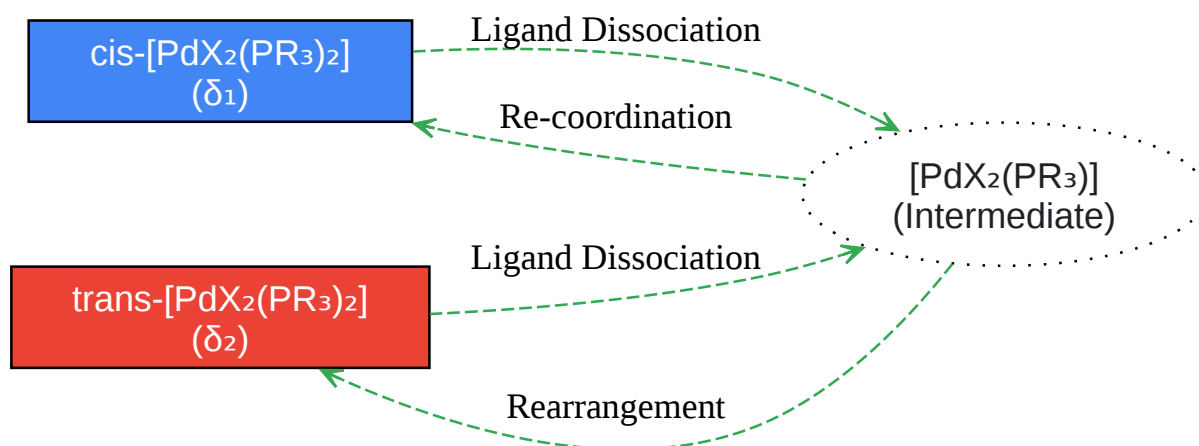 Ligand Dissociation
cis-[PdX₂(PR₃)₂]
(δ₁)
Re-coordination
[PdX₂(PR₃)]
(Intermediate)
Ligand Dissociation
trans-[PdX₂(PR₃)₂]
(δ₂)
Rearrangement